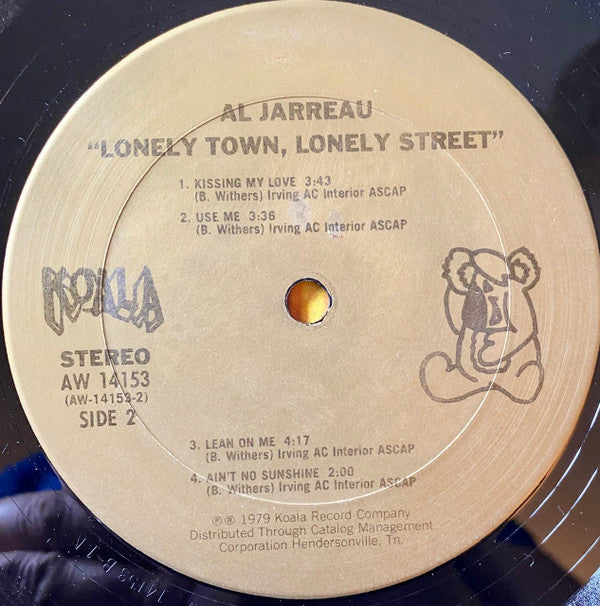 AL JARREAU
"LONELY TOWN, LONELY STREET"
1. KISSING MY LOVE 3:43
(B. Withers) Irving AC Interior ASCAP
2. USE ME 3:36
(B. Withers) Irving AC Interior ASCAP
KOALA
STEREO
AW 14153
(AW-14153-2)
SIDE 2
3. LEAN ON ME 4:17
(B. Withers) Irving AC Interior ASCAP
4. AIN'T NO SUNSHINE 2:00
(B. Withers) Irving AC Interior ASCAP
℗ ® 1979 Koala Record Company
Distributed Through Catalog Management
Corporation Hendersonville, Tn.